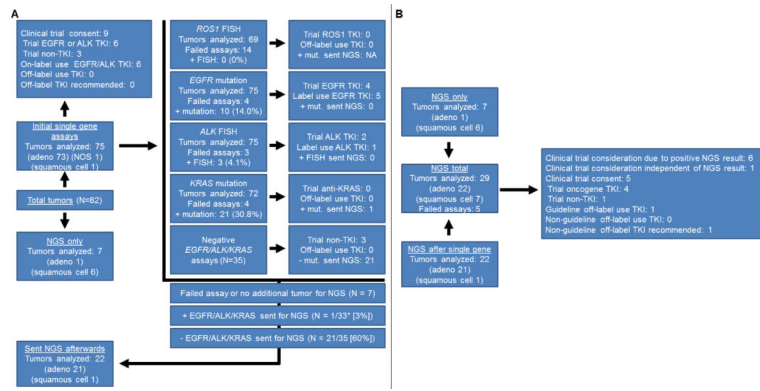 A
Clinical trial consent: 9
Trial EGFR or ALK TKI: 6
Trial non-TKI: 3
On-label use EGFR/ALK TKI: 6
Off-label use TKI: 0
Off-label TKI recommended: 0
Initial single gene
assays
Tumors analyzed: 75
(adeno 73) (NOS 1)
(squamous cell 1)
Total tumors (N=82)
NGS only
Tumors analyzed: 7
(adeno 1)
(squamous cell 6)
Sent NGS afterwards
Tumors analyzed: 22
(adeno 21)
(squamous cell 1)
ROS1 FISH
Tumors analyzed: 69
Failed assays: 14
+ FISH: 0 (0%)
Trial ROS1 TKI: 0
Off-label use TKI: 0
+ mut. sent NGS: NA
EGFR mutation
Tumors analyzed: 75
Failed assays: 4
+ mutation: 10 (14.0%)
Trial EGFR TKI: 4
Label use EGFR TKI: 5
+ mut. sent NGS: 0
ALK FISH
Tumors analyzed: 75
Failed assays: 3
+ FISH: 3 (4.1%)
Trial ALK TKI: 2
Label use ALK TKI: 1
+ FISH sent NGS: 0
KRAS mutation
Tumors analyzed: 72
Failed assays: 4
+ mutation: 21 (30.8%)
Trial anti-KRAS: 0
Off-label use TKI: 0
+ mut. sent NGS: 1
Negative
EGFR/ALK/KRAS
assays (N=35)
Trial non-TKI: 3
Off-label use TKI: 0
- mut. sent NGS: 21
Failed assay or no additional tumor for NGS (N = 7)
+ EGFR/ALK/KRAS sent for NGS (N = 1/33* [3%])
- EGFR/ALK/KRAS sent for NGS (N = 21/35 [60%])
B
NGS only
Tumors analyzed: 7
(adeno 1)
(squamous cell 6)
NGS total
Tumors analyzed: 29
(adeno 22)
(squamous cell 7)
Failed assays: 5
NGS after single gene
Tumors analyzed: 22
(adeno 21)
(squamous cell 1)
Clinical trial consideration due to positive NGS result: 6
Clinical trial consideration independent of NGS result: 1
Clinical trial consent: 5
Trial oncogene TKI: 4
Trial non-TKI: 1
Guideline off-label use TKI: 1
Non-guideline off-label use TKI: 0
Non-guideline off-label TKI recommended: 1